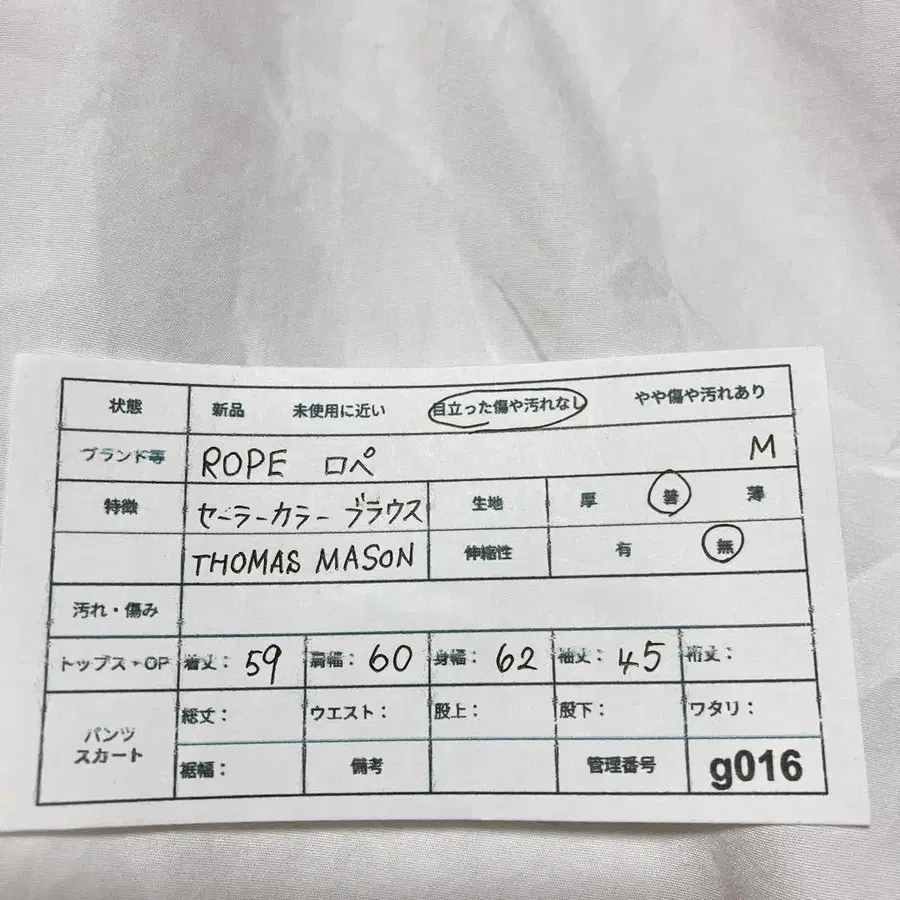 状態 新品 未使用に近い 目立った傷や汚れなし やや傷や汚れあり
ブランド等 ROPE ロペ M
特徴 セーラーカラー ブラウス 生地 厚 普 薄
THOMAS MASON 伸縮性 有 無
汚れ・傷み
トップス・OP 着丈： 59 肩幅： 60 身幅： 62 袖丈： 45 裄丈：
パンツ スカート 総丈： ウエスト： 股上： 股下： ワタリ：
裾幅： 備考 管理番号 g016